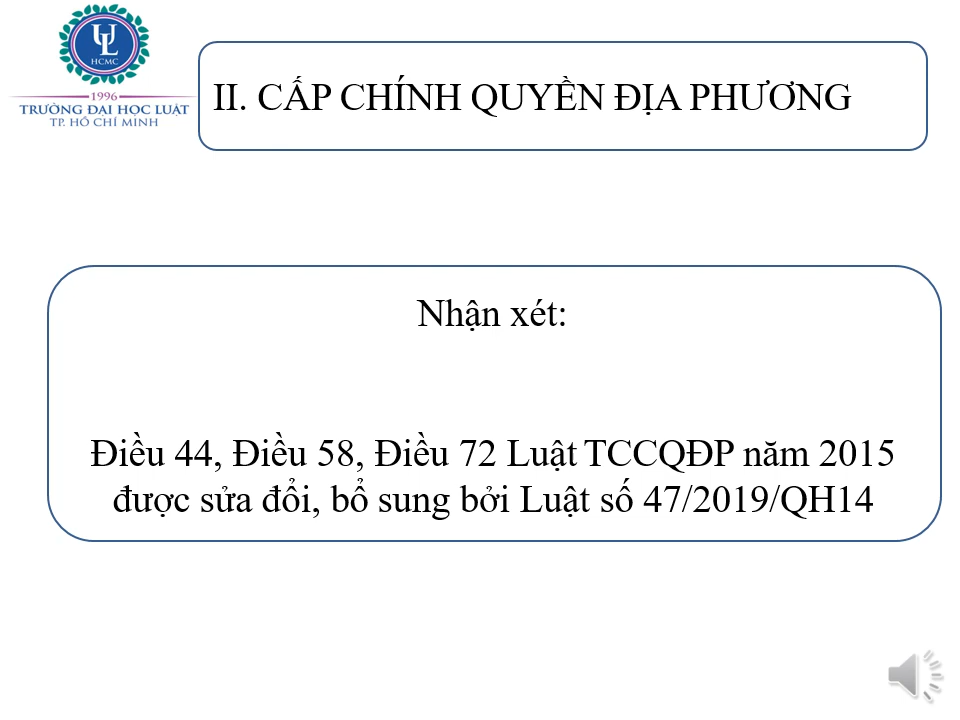 UL
HCMC
1996
TRƯỜNG ĐẠI HỌC LUẬT
TP. HỒ CHÍ MINH
II. CẤP CHÍNH QUYỀN ĐỊA PHƯƠNG
Nhận xét:
Điều 44, Điều 58, Điều 72 Luật TCCQĐP năm 2015
được sửa đổi, bổ sung bởi Luật số 47/2019/QH14